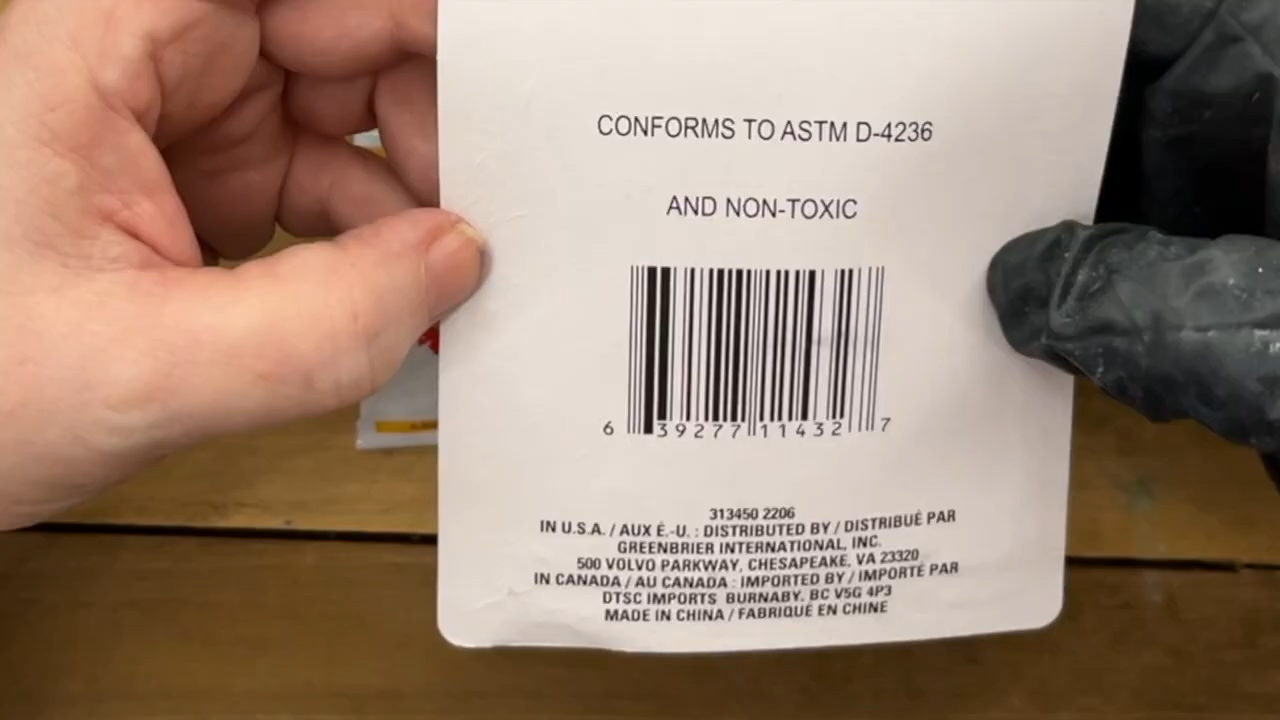 CONFORMS TO ASTM D-4236
AND NON-TOXIC
6 39277 11432 7
313450 2206
IN U.S.A. / AUX É.-U. : DISTRIBUTED BY / DISTRIBUÉ PAR
GREENBRIER INTERNATIONAL, INC.
500 VOLVO PARKWAY, CHESAPEAKE, VA 23320
IN CANADA / AU CANADA : IMPORTED BY / IMPORTÉ PAR
DTSC IMPORTS BURNABY, BC V5G 4P3
MADE IN CHINA / FABRIQUÉ EN CHINE